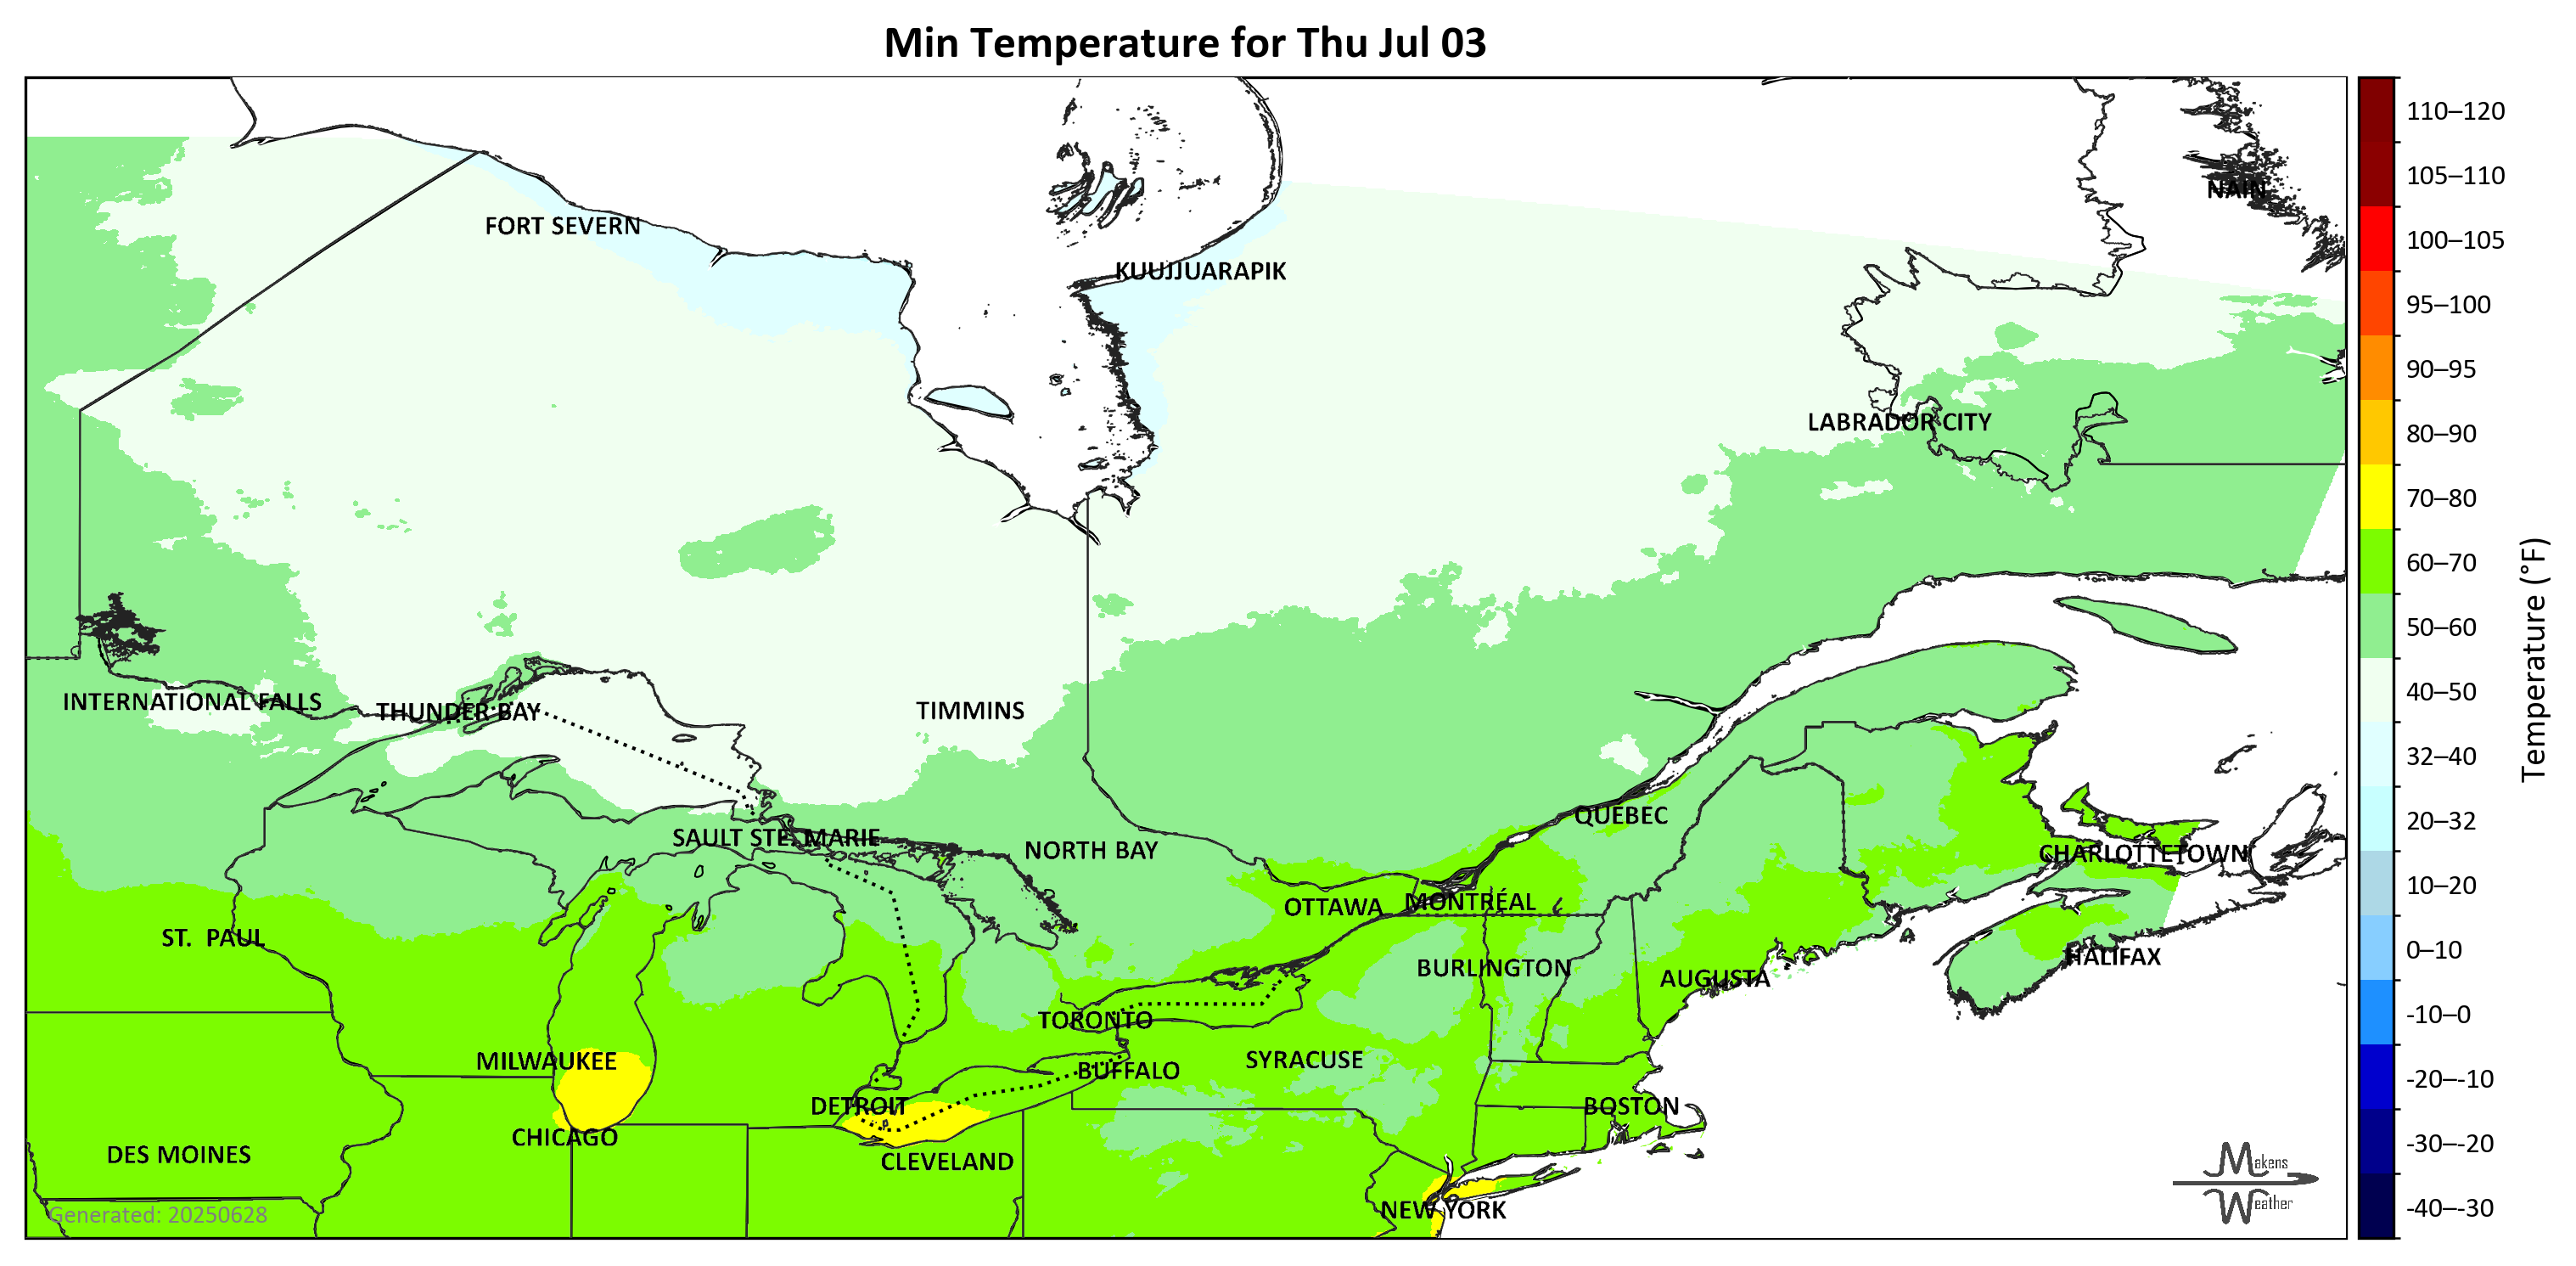 Min Temperature for Thu Jul 03
110–120
105–110
NAIN
FORT SEVERN
100–105
KUUJJUARAPIK
95–100
90–95
LABRADOR CITY
80–90
70–80
60–70
50–60
Temperature (°F)
INTERNATIONAL FALLS
THUNDER BAY
TIMMINS
40–50
32–40
QUEBEC
20–32
SAULT STE. MARIE
NORTH BAY
CHARLOTTETOWN
10–20
OTTAWA
MONTRÉAL
ST. PAUL
HALIFAX
0–10
BURLINGTON
AUGUSTA
TORONTO
-10–0
MILWAUKEE
SYRACUSE
BUFFALO
-20–-10
DETROIT
BOSTON
CHICAGO
-30–-20
DES MOINES
CLEVELAND
Makens
Weather
NEW YORK
-40–-30
Generated: 20250628